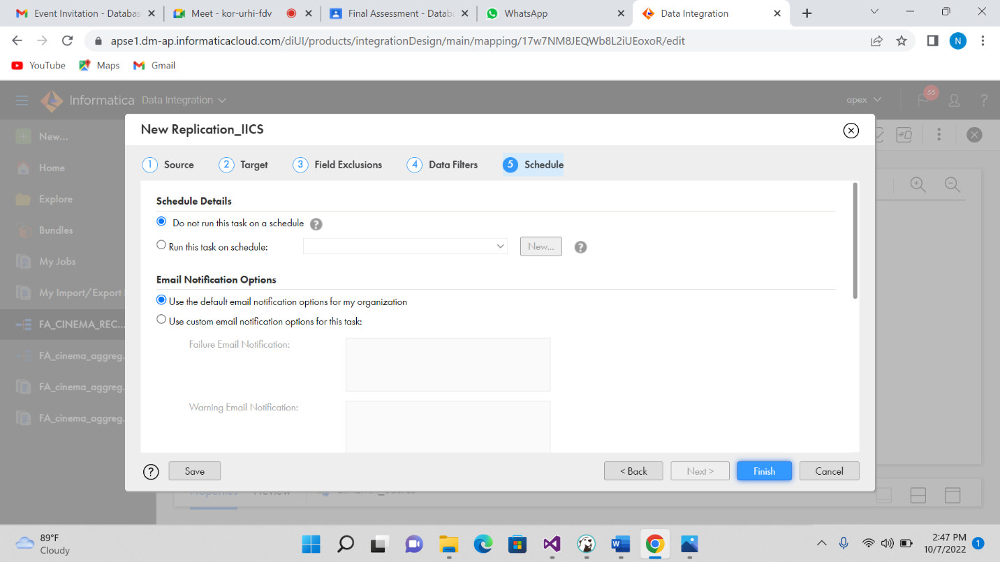 Event Invitation - Databas
Meet - kor-urhi-fdv
Final Assessment - Databa
WhatsApp
Data Integration
apse1.dm-ap.informaticacloud.com/diUI/products/integrationDesign/main/mapping/17w7NM8JEQWb8L2iUEoxoR/edit
N
YouTube
Maps
Gmail
Informatica
Data Integration
apex
55
?
New...
Home
Explore
Bundles
My Jobs
My Import/Export
FA_CINEMA_REC...
FA_cinema_aggreg.
FA_cinema_aggreg.
FA_cinema_aggreg.
New Replication_IICS
1 Source
2 Target
3 Field Exclusions
4 Data Filters
5 Schedule
Schedule Details
Do not run this task on a schedule ?
Run this task on schedule:
New...
?
Email Notification Options
Use the default email notification options for my organization
Use custom email notification options for this task:
Failure Email Notification:
Warning Email Notification:
?
Save
< Back
Next >
Finish
Cancel
Properties
Preview
89°F
Cloudy
W
2:47 PM
10/7/2022
1